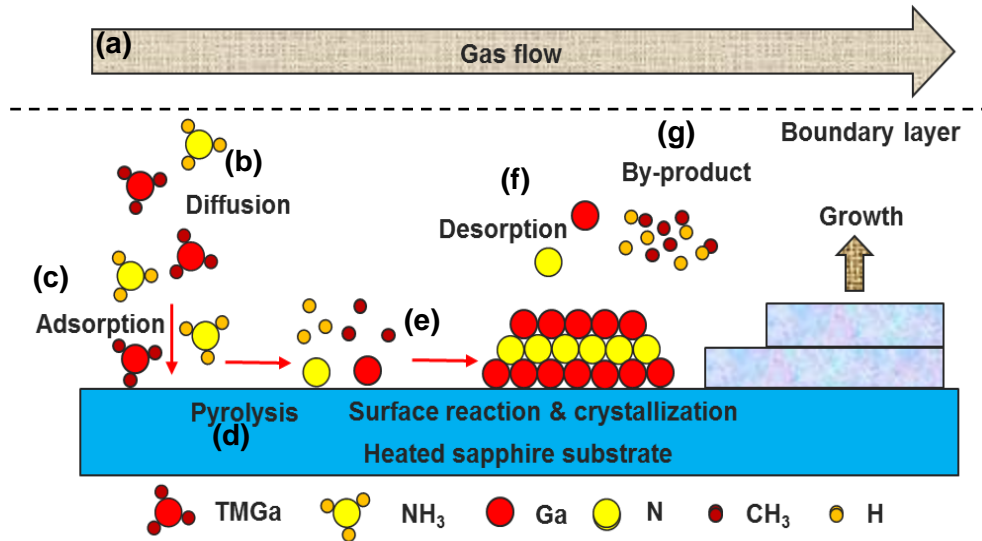 (a)
Gas flow
(b)
(g)
Boundary layer
(f)
By-product
Diffusion
Desorption
Growth
(c)
Adsorption
(e)
Pyrolysis
Surface reaction & crystallization
(d)
Heated sapphire substrate
TMGa
NH₃
Ga
N
CH₃
H